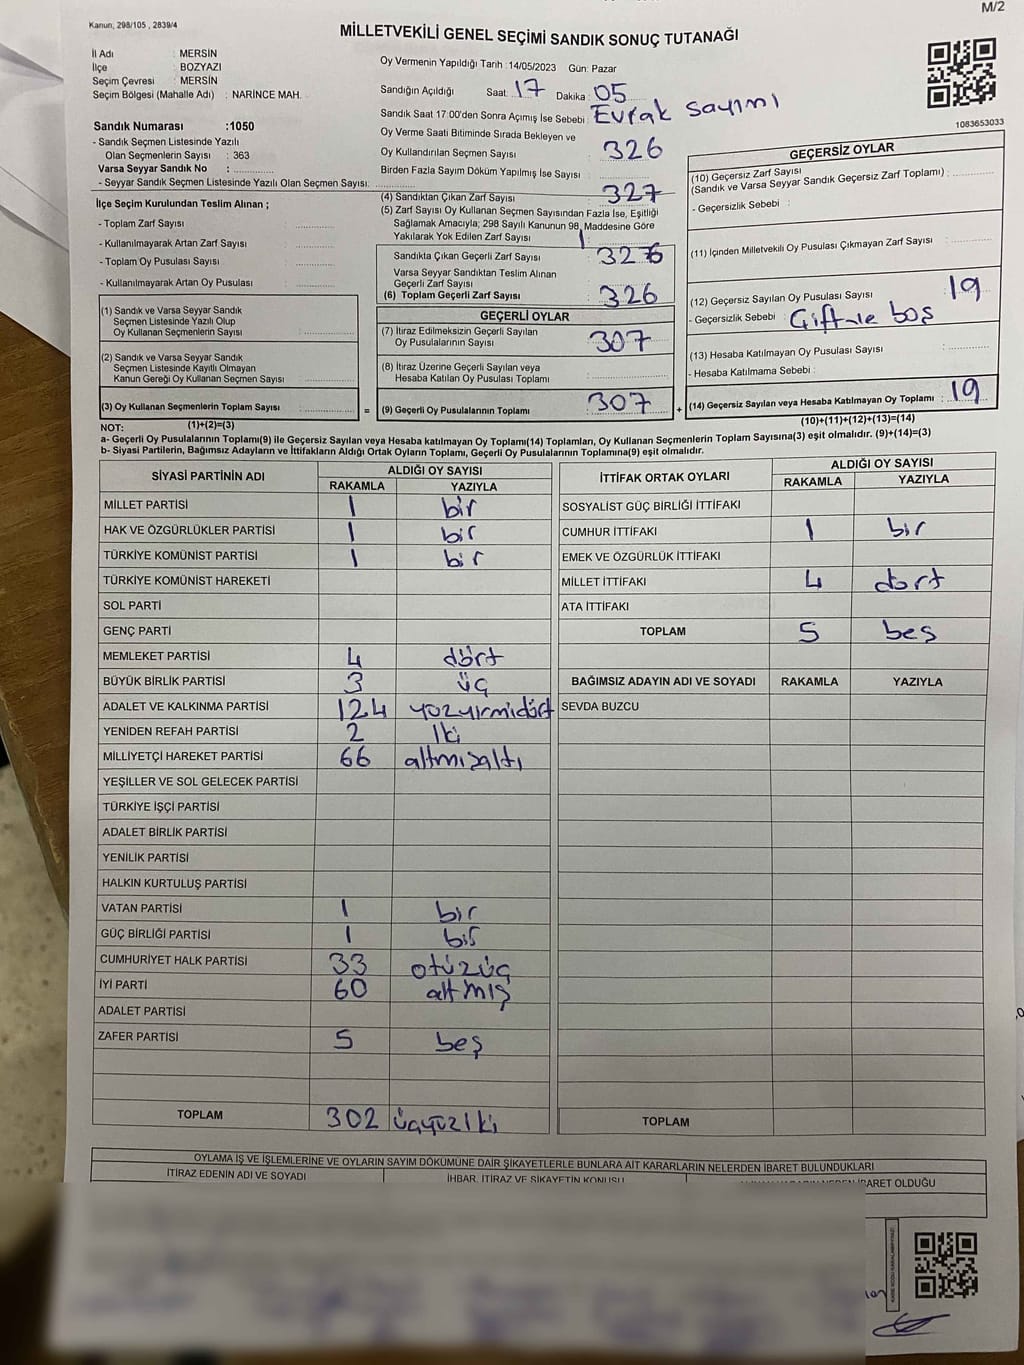 M/2
Kanun; 298/105 , 2839/4
MİLLETVEKİLİ GENEL SEÇİMİ SANDIK SONUÇ TUTANAĞI
İl Adı : MERSİN
İlçe : BOZYAZI
Seçim Çevresi : MERSİN
Seçim Bölgesi (Mahalle Adı) : NARİNCE MAH.
Sandık Numarası :1050
- Sandık Seçmen Listesinde Yazılı
Olan Seçmenlerin Sayısı : 363
Varsa Seyyar Sandık No :
- Seyyar Sandık Seçmen Listesinde Yazılı Olan Seçmen Sayısı:
İlçe Seçim Kurulundan Teslim Alınan ;
- Toplam Zarf Sayısı :
- Kullanılmayarak Artan Zarf Sayısı :
- Toplam Oy Pusulası Sayısı :
- Kullanılmayarak Artan Oy Pusulası :
(1) Sandık ve Varsa Seyyar Sandık
Seçmen Listesinde Yazılı Olup
Oy Kullanan Seçmenlerin Sayısı :
(2) Sandık ve Varsa Seyyar Sandık
Seçmen Listesinde Kayıtlı Olmayan
Kanun Gereği Oy Kullanan Seçmen Sayısı :
(3) Oy Kullanan Seçmenlerin Toplam Sayısı :
Oy Vermenin Yapıldığı Tarih :14/05/2023 Gün: Pazar
Sandığın Açıldığı Saat: 17 Dakika: 05
Sandık Saat 17:00'den Sonra Açımış İse Sebebi : Evrak sayımı
Oy Verme Saati Bitiminde Sırada Bekleyen ve
Oy Kullandırılan Seçmen Sayısı : 326
Birden Fazla Sayım Döküm Yapılmış İse Sayısı :
(4) Sandıktan Çıkan Zarf Sayısı : 327
(5) Zarf Sayısı Oy Kullanan Seçmen Sayısından Fazla İse, Eşitliği
Sağlamak Amacıyla; 298 Sayılı Kanunun 98. Maddesine Göre
Yakılarak Yok Edilen Zarf Sayısı : 1
Sandıkta Çıkan Geçerli Zarf Sayısı : 326
Varsa Seyyar Sandıktan Teslim Alınan
Geçerli Zarf Sayısı :
(6) Toplam Geçerli Zarf Sayısı : 326
GEÇERLİ OYLAR
(7) İtiraz Edilmeksizin Geçerli Sayılan
Oy Pusulalarının Sayısı : 307
(8) İtiraz Üzerine Geçerli Sayılan veya
Hesaba Katılan Oy Pusulası Toplamı :
= (9) Geçerli Oy Pusulalarının Toplamı : 307
1083653033
GEÇERSİZ OYLAR
(10) Geçersiz Zarf Sayısı
(Sandık ve Varsa Seyyar Sandık Geçersiz Zarf Toplamı) :
- Geçersizlik Sebebi :
(11) İçinden Milletvekili Oy Pusulası Çıkmayan Zarf Sayısı :
(12) Geçersiz Sayılan Oy Pusulası Sayısı : 19
- Geçersizlik Sebebi : Çift-le boş
(13) Hesaba Katılmayan Oy Pusulası Sayısı :
- Hesaba Katılmama Sebebi :
+ (14) Geçersiz Sayılan veya Hesaba Katılmayan Oy Toplamı : 19
NOT: (1)+(2)=(3)
(10)+(11)+(12)+(13)=(14)
a- Geçerli Oy Pusulalarının Toplamı(9) ile Geçersiz Sayılan veya Hesaba katılmayan Oy Toplamı(14) Toplamları, Oy Kullanan Seçmenlerin Toplam Sayısına(3) eşit olmalıdır. (9)+(14)=(3)
b- Siyasi Partilerin, Bağımsız Adayların ve İttifakların Aldığı Ortak Oyların Toplamı, Geçerli Oy Pusulalarının Toplamına(9) eşit olmalıdır.
SİYASİ PARTİNİN ADI ALDIĞI OY SAYISI
RAKAMLA YAZIYLA
MİLLET PARTİSİ 1 bir
HAK VE ÖZGÜRLÜKLER PARTİSİ 1 bir
TÜRKİYE KOMÜNİST PARTİSİ 1 bir
TÜRKİYE KOMÜNİST HAREKETİ
SOL PARTİ
GENÇ PARTİ
MEMLEKET PARTİSİ 4 dört
BÜYÜK BİRLİK PARTİSİ 3 üç
ADALET VE KALKINMA PARTİSİ 124 yüzyirmidört
YENİDEN REFAH PARTİSİ 2 Iki
MİLLİYETÇİ HAREKET PARTİSİ 66 altmışaltı
YEŞİLLER VE SOL GELECEK PARTİSİ
TÜRKİYE İŞÇİ PARTİSİ
ADALET BİRLİK PARTİSİ
YENİLİK PARTİSİ
HALKIN KURTULUŞ PARTİSİ
VATAN PARTİSİ 1 bir
GÜÇ BİRLİĞİ PARTİSİ 1 bir
CUMHURİYET HALK PARTİSİ 33 otüzüç
İYİ PARTİ 60 altmış
ADALET PARTİSİ
ZAFER PARTİSİ 5 beş
TOPLAM 302 üçyüzIki
İTTİFAK ORTAK OYLARI ALDIĞI OY SAYISI
RAKAMLA YAZIYLA
SOSYALİST GÜÇ BİRLİĞİ İTTİFAKI
CUMHUR İTTİFAKI 1 bir
EMEK VE ÖZGÜRLÜK İTTİFAKI
MİLLET İTTİFAKI 4 dört
ATA İTTİFAKI
TOPLAM 5 beş
BAĞIMSIZ ADAYIN ADI VE SOYADI RAKAMLA YAZIYLA
SEVDA BUZCU
TOPLAM
OYLAMA İŞ VE İŞLEMLERİNE VE OYLARIN SAYIM DÖKÜMÜNE DAİR ŞİKAYETLERLE BUNLARA AİT KARARLARIN NELERDEN İBARET BULUNDUKLARI
İTİRAZ EDENİN ADI VE SOYADI İHBAR, İTİRAZ VE ŞİKAYETİN KONUSU İBARET OLDUĞU